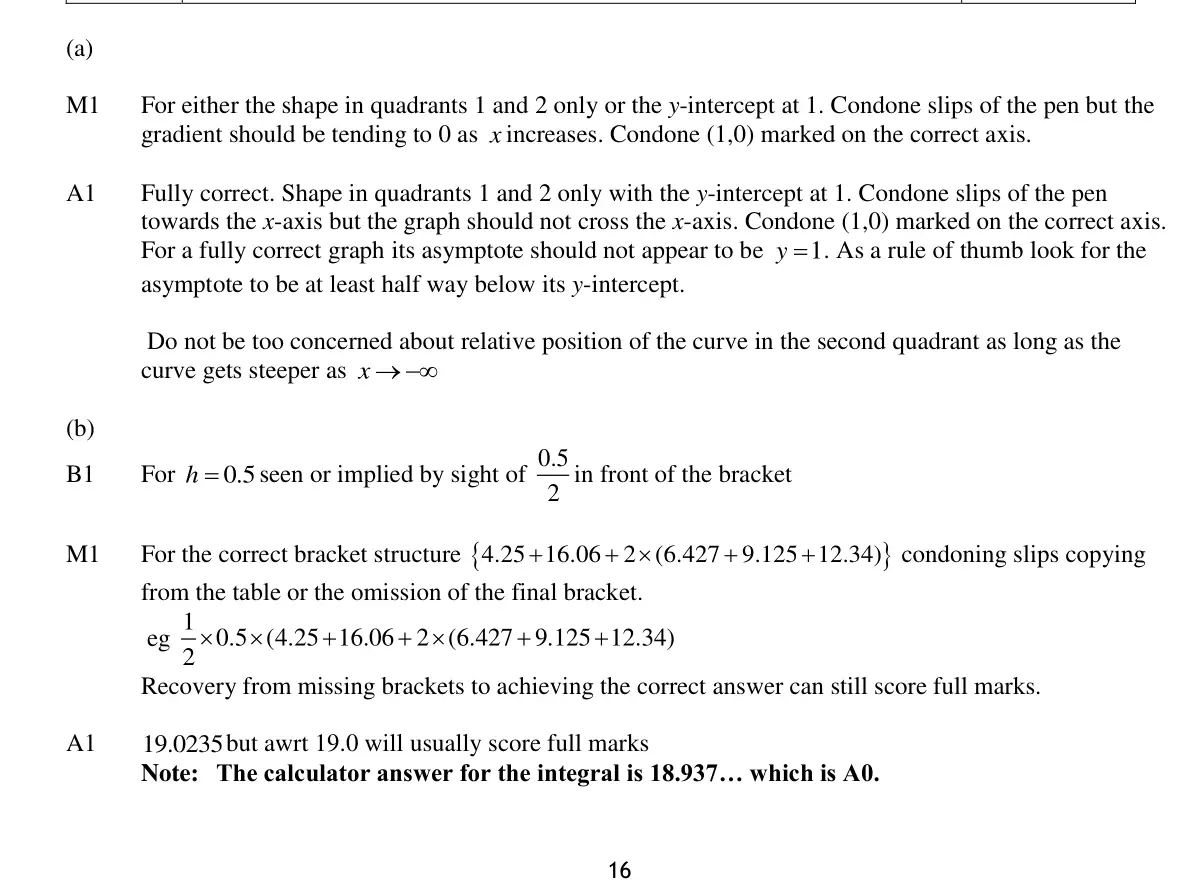 (a)
M1 For either the shape in quadrants 1 and 2 only or the y-intercept at 1. Condone slips of the pen but the
gradient should be tending to 0 as x increases. Condone (1,0) marked on the correct axis.
A1 Fully correct. Shape in quadrants 1 and 2 only with the y-intercept at 1. Condone slips of the pen
towards the x-axis but the graph should not cross the x-axis. Condone (1,0) marked on the correct axis.
For a fully correct graph its asymptote should not appear to be y = 1. As a rule of thumb look for the
asymptote to be at least half way below its y-intercept.
Do not be too concerned about relative position of the curve in the second quadrant as long as the
curve gets steeper as x → −∞
(b)
B1 For h = 0.5 seen or implied by sight of 0.5/2 in front of the bracket
M1 For the correct bracket structure {4.25 + 16.06 + 2 × (6.427 + 9.125 + 12.34)} condoning slips copying
from the table or the omission of the final bracket.
eg 1/2 × 0.5 × (4.25 + 16.06 + 2 × (6.427 + 9.125 + 12.34)
Recovery from missing brackets to achieving the correct answer can still score full marks.
A1 19.0235 but awrt 19.0 will usually score full marks
Note: The calculator answer for the integral is 18.937… which is A0.
16